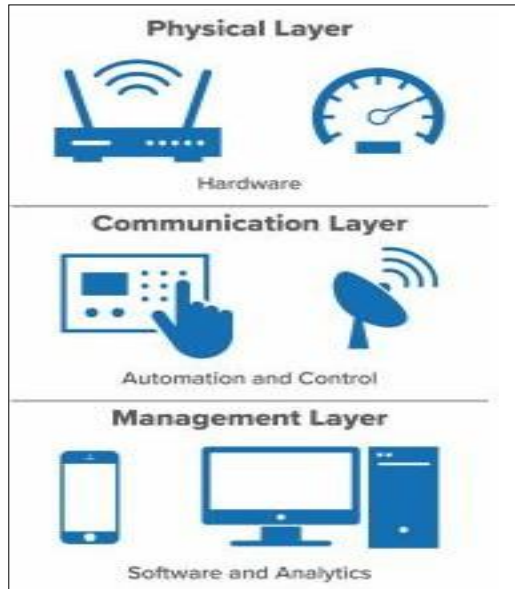 Physical Layer
Hardware
Communication Layer
Automation and Control
Management Layer
Software and Analytics